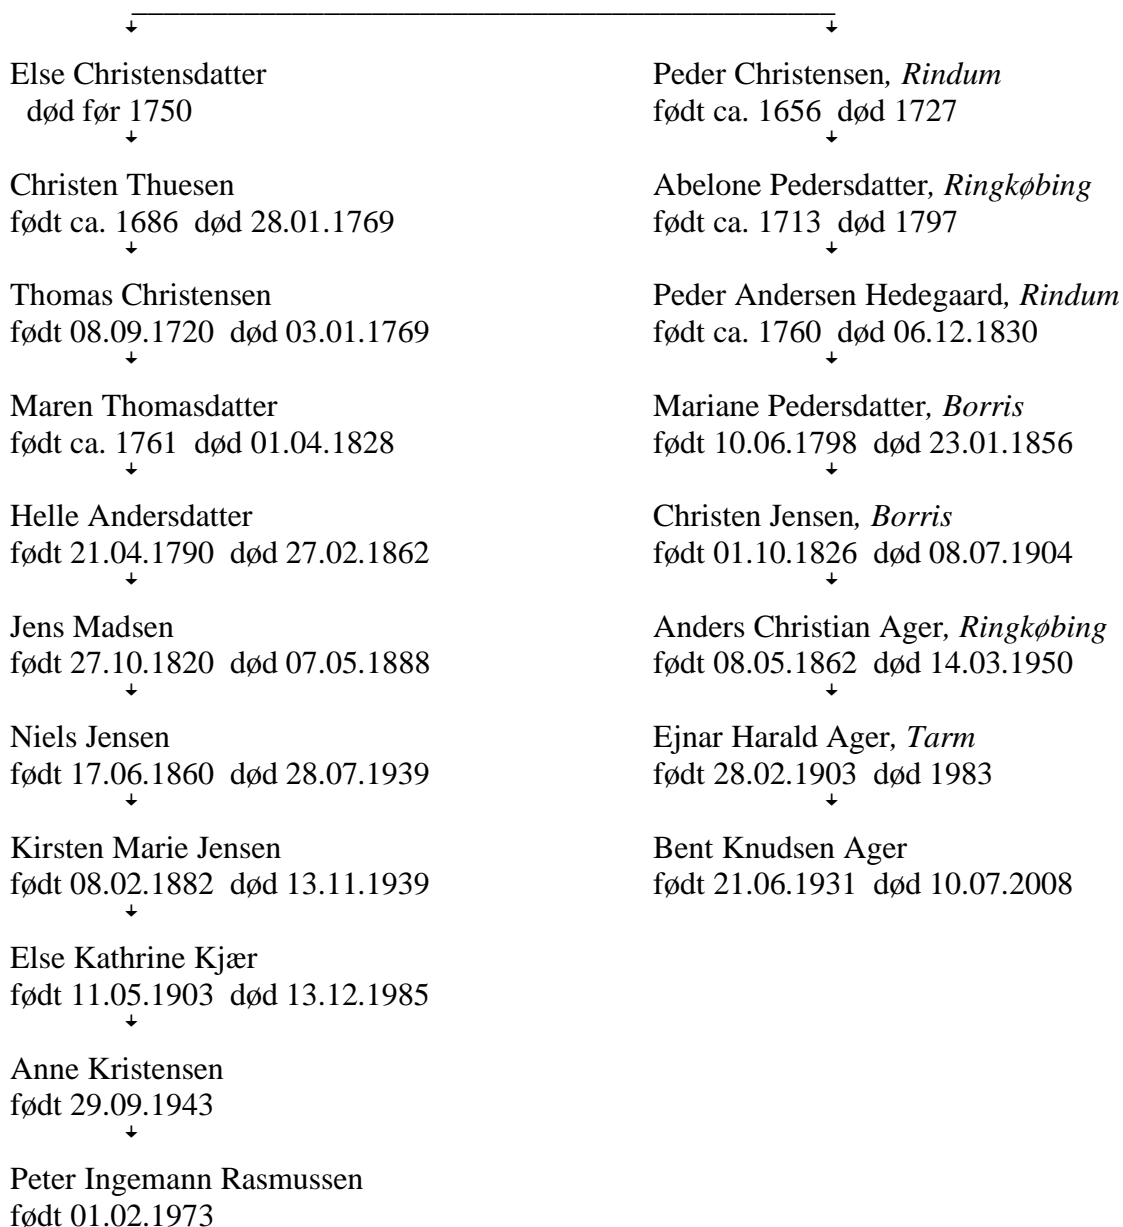 Else Christensdatter
død før 1750
Christen Thuesen
født ca. 1686 død 28.01.1769
Thomas Christensen
født 08.09.1720 død 03.01.1769
Maren Thomasdatter
født ca. 1761 død 01.04.1828
Helle Andersdatter
født 21.04.1790 død 27.02.1862
Jens Madsen
født 27.10.1820 død 07.05.1888
Niels Jensen
født 17.06.1860 død 28.07.1939
Kirsten Marie Jensen
født 08.02.1882 død 13.11.1939
Else Kathrine Kjær
født 11.05.1903 død 13.12.1985
Anne Kristensen
født 29.09.1943
Peter Ingemann Rasmussen
født 01.02.1973
Peder Christensen, Rindum
født ca. 1656 død 1727
Abelone Pedersdatter, Ringkøbing
født ca. 1713 død 1797
Peder Andersen Hedegaard, Rindum
født ca. 1760 død 06.12.1830
Mariane Pedersdatter, Borris
født 10.06.1798 død 23.01.1856
Christen Jensen, Borris
født 01.10.1826 død 08.07.1904
Anders Christian Ager, Ringkøbing
født 08.05.1862 død 14.03.1950
Ejnar Harald Ager, Tarm
født 28.02.1903 død 1983
Bent Knudsen Ager
født 21.06.1931 død 10.07.2008